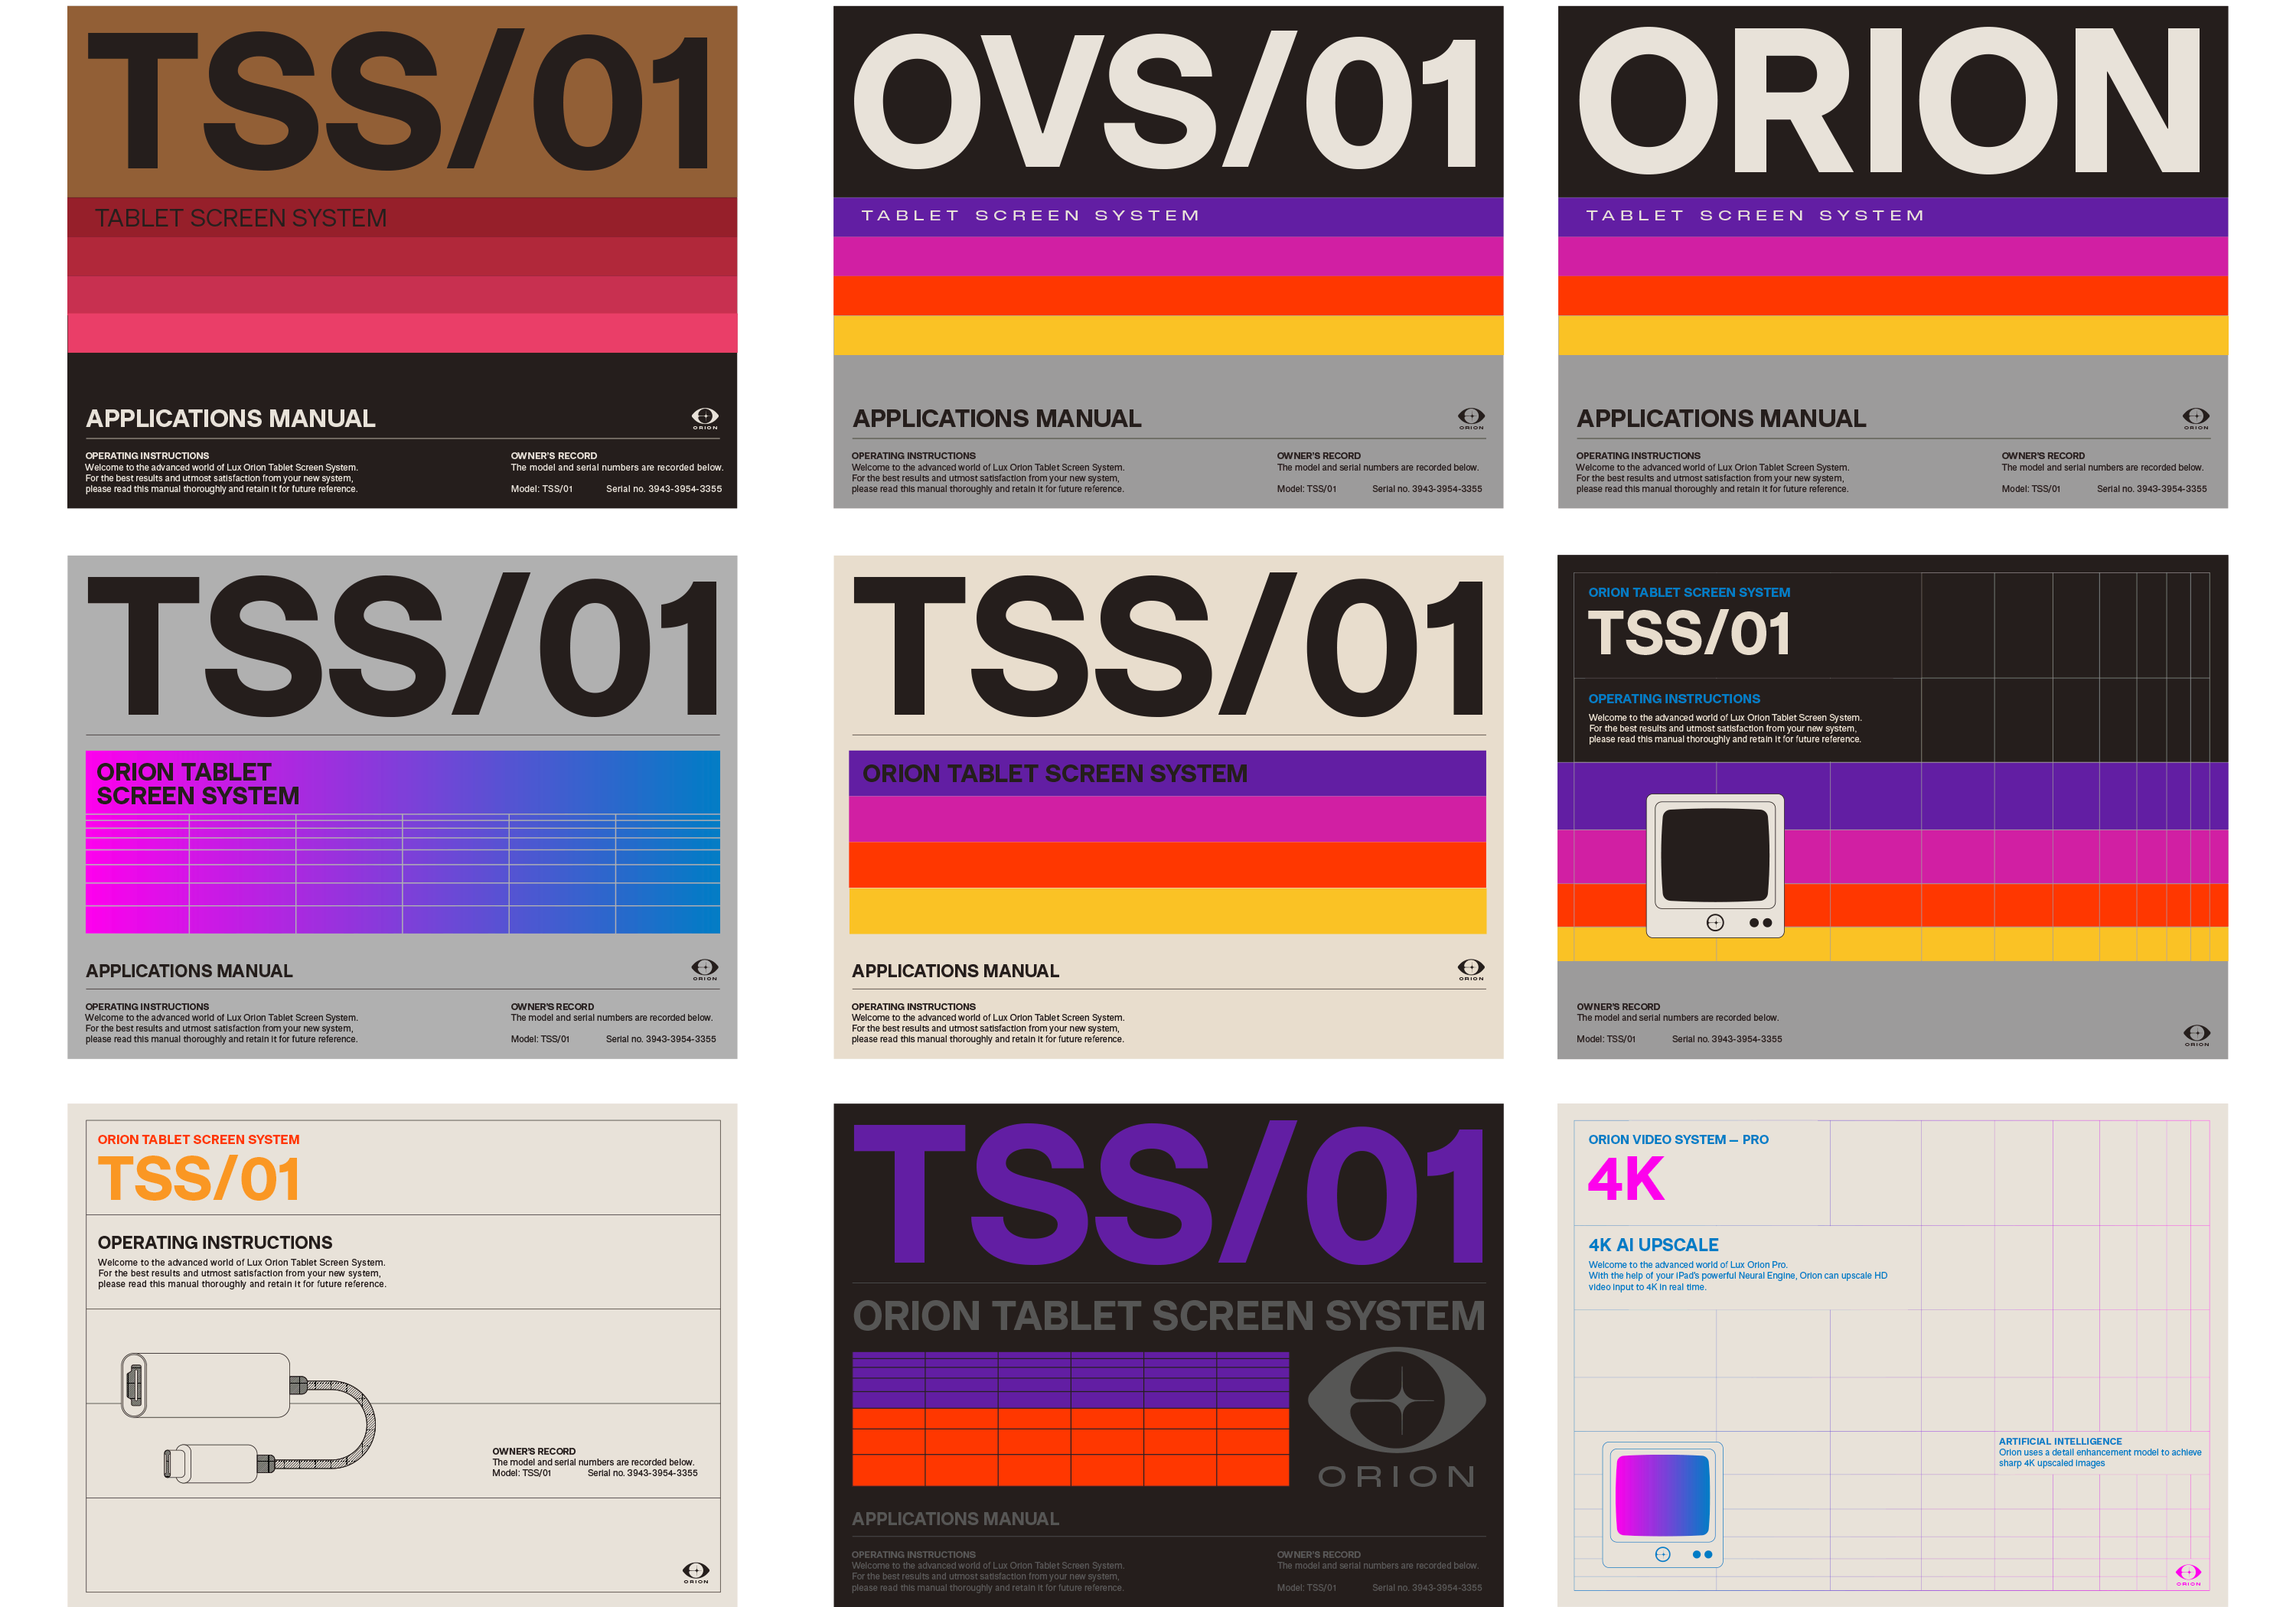 TSS/01
TABLET SCREEN SYSTEM
APPLICATIONS MANUAL
ORION
OPERATING INSTRUCTIONS
Welcome to the advanced world of Lux Orion Tablet Screen System.
For the best results and utmost satisfaction from your new system,
please read this manual thoroughly and retain it for future reference.
OWNER'S RECORD
The model and serial numbers are recorded below.
Model: TSS/01 Serial no. 3943-3954-3355
OVS/01
TABLET SCREEN SYSTEM
APPLICATIONS MANUAL
ORION
OPERATING INSTRUCTIONS
Welcome to the advanced world of Lux Orion Tablet Screen System.
For the best results and utmost satisfaction from your new system,
please read this manual thoroughly and retain it for future reference.
OWNER'S RECORD
The model and serial numbers are recorded below.
Model: TSS/01 Serial no. 3943-3954-3355
ORION
TABLET SCREEN SYSTEM
APPLICATIONS MANUAL
ORION
OPERATING INSTRUCTIONS
Welcome to the advanced world of Lux Orion Tablet Screen System.
For the best results and utmost satisfaction from your new system,
please read this manual thoroughly and retain it for future reference.
OWNER'S RECORD
The model and serial numbers are recorded below.
Model: TSS/01 Serial no. 3943-3954-3355
TSS/01
ORION TABLET
SCREEN SYSTEM
APPLICATIONS MANUAL
ORION
OPERATING INSTRUCTIONS
Welcome to the advanced world of Lux Orion Tablet Screen System.
For the best results and utmost satisfaction from your new system,
please read this manual thoroughly and retain it for future reference.
OWNER'S RECORD
The model and serial numbers are recorded below.
Model: TSS/01 Serial no. 3943-3954-3355
TSS/01
ORION TABLET SCREEN SYSTEM
APPLICATIONS MANUAL
ORION
OPERATING INSTRUCTIONS
Welcome to the advanced world of Lux Orion Tablet Screen System.
For the best results and utmost satisfaction from your new system,
please read this manual thoroughly and retain it for future reference.
ORION TABLET SCREEN SYSTEM
TSS/01
OPERATING INSTRUCTIONS
Welcome to the advanced world of Lux Orion Tablet Screen System.
For the best results and utmost satisfaction from your new system,
please read this manual thoroughly and retain it for future reference.
OWNER'S RECORD
The model and serial numbers are recorded below.
Model: TSS/01 Serial no. 3943-3954-3355
ORION
ORION TABLET SCREEN SYSTEM
TSS/01
OPERATING INSTRUCTIONS
Welcome to the advanced world of Lux Orion Tablet Screen System.
For the best results and utmost satisfaction from your new system,
please read this manual thoroughly and retain it for future reference.
OWNER'S RECORD
The model and serial numbers are recorded below.
Model: TSS/01 Serial no. 3943-3954-3355
ORION
TSS/01
ORION TABLET SCREEN SYSTEM
ORION
APPLICATIONS MANUAL
OPERATING INSTRUCTIONS
Welcome to the advanced world of Lux Orion Tablet Screen System.
For the best results and utmost satisfaction from your new system,
please read this manual thoroughly and retain it for future reference.
OWNER'S RECORD
The model and serial numbers are recorded below.
Model: TSS/01 Serial no. 3943-3954-3355
ORION VIDEO SYSTEM – PRO
4K
4K AI UPSCALE
Welcome to the advanced world of Lux Orion Pro.
With the help of your iPad's powerful Neural Engine, Orion can upscale HD
video input to 4K in real time.
ARTIFICIAL INTELLIGENCE
Orion uses a detail enhancement model to achieve
sharp 4K upscaled images
ORION